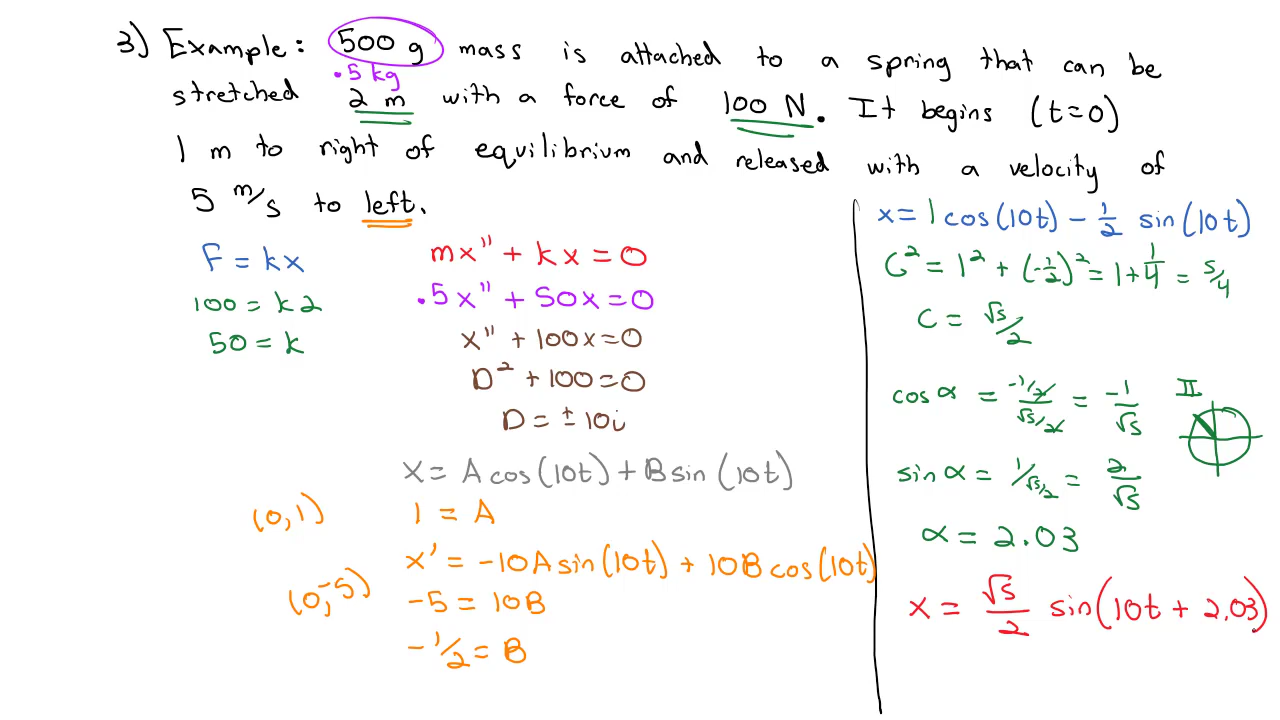 3) Example: 500 g mass is attached to a spring that can be
.5 kg
stretched 2 m with a force of 100 N. It begins (t=0)
1 m to right of equilibrium and released with a velocity of
5 m/s to left.
F = kx
100 = k2
50 = k
mx'' + kx = 0
.5x'' + 50x = 0
x'' + 100x = 0
D² + 100 = 0
D = ± 10i
x = A cos(10t) + B sin(10t)
(0,1)
1 = A
x' = -10A sin(10t) + 10B cos(10t)
(0,-5)
-5 = 10B
-1/2 = B
x = 1 cos(10t) - 1/2 sin(10t)
C² = 1² + (-1/2)² = 1 + 1/4 = 5/4
C = √5/2
cos α = (-1/2)/(√5/2) = -1/√5
II
sin α = 1/(√5/2) = 2/√5
α = 2.03
x = √5/2 sin(10t + 2.03)